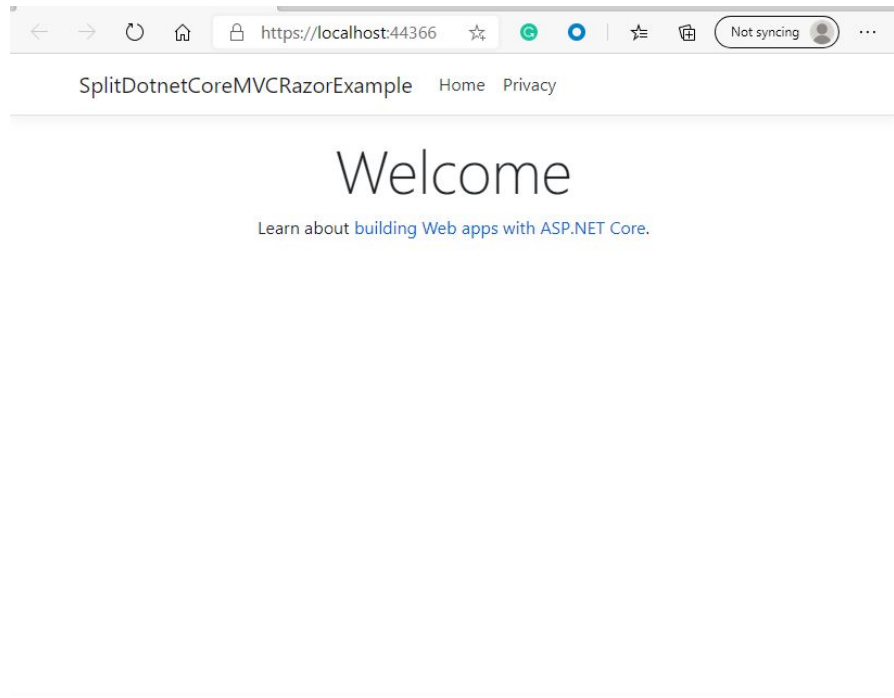 https://localhost:44366 Not syncing
SplitDotnetCoreMVCRazorExample Home Privacy
Welcome
Learn about building Web apps with ASP.NET Core.